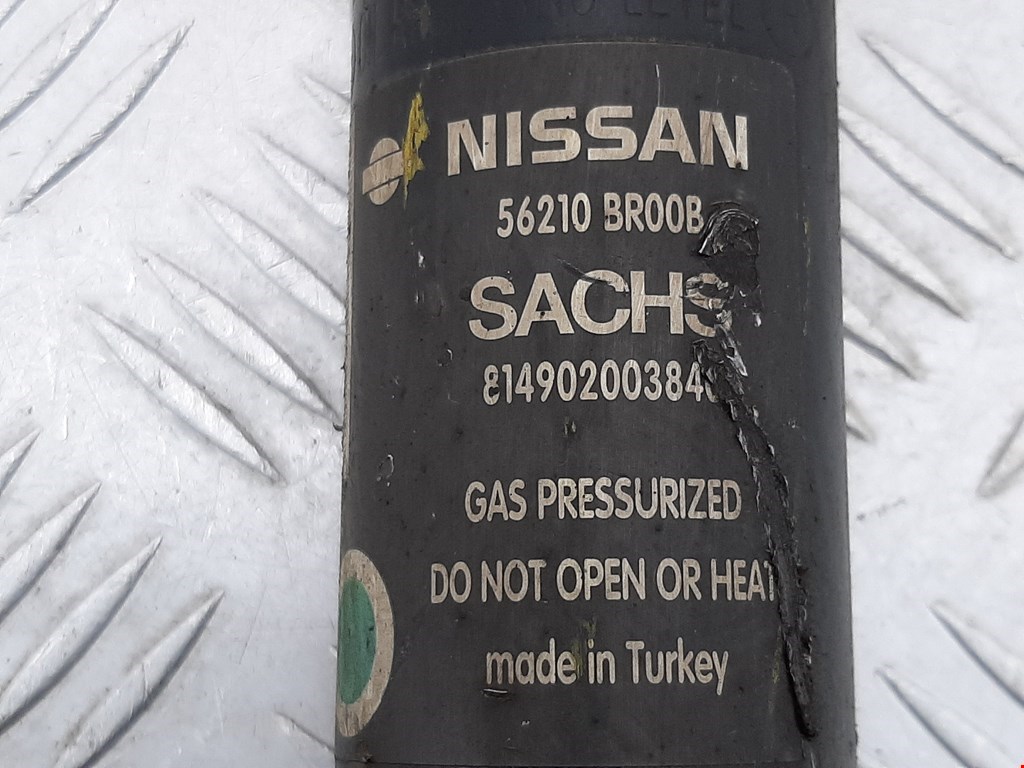 NISSAN
56210 BR00B
SACHS
GAS PRESSURIZED
DO NOT OPEN OR HEAT
made in Turkey